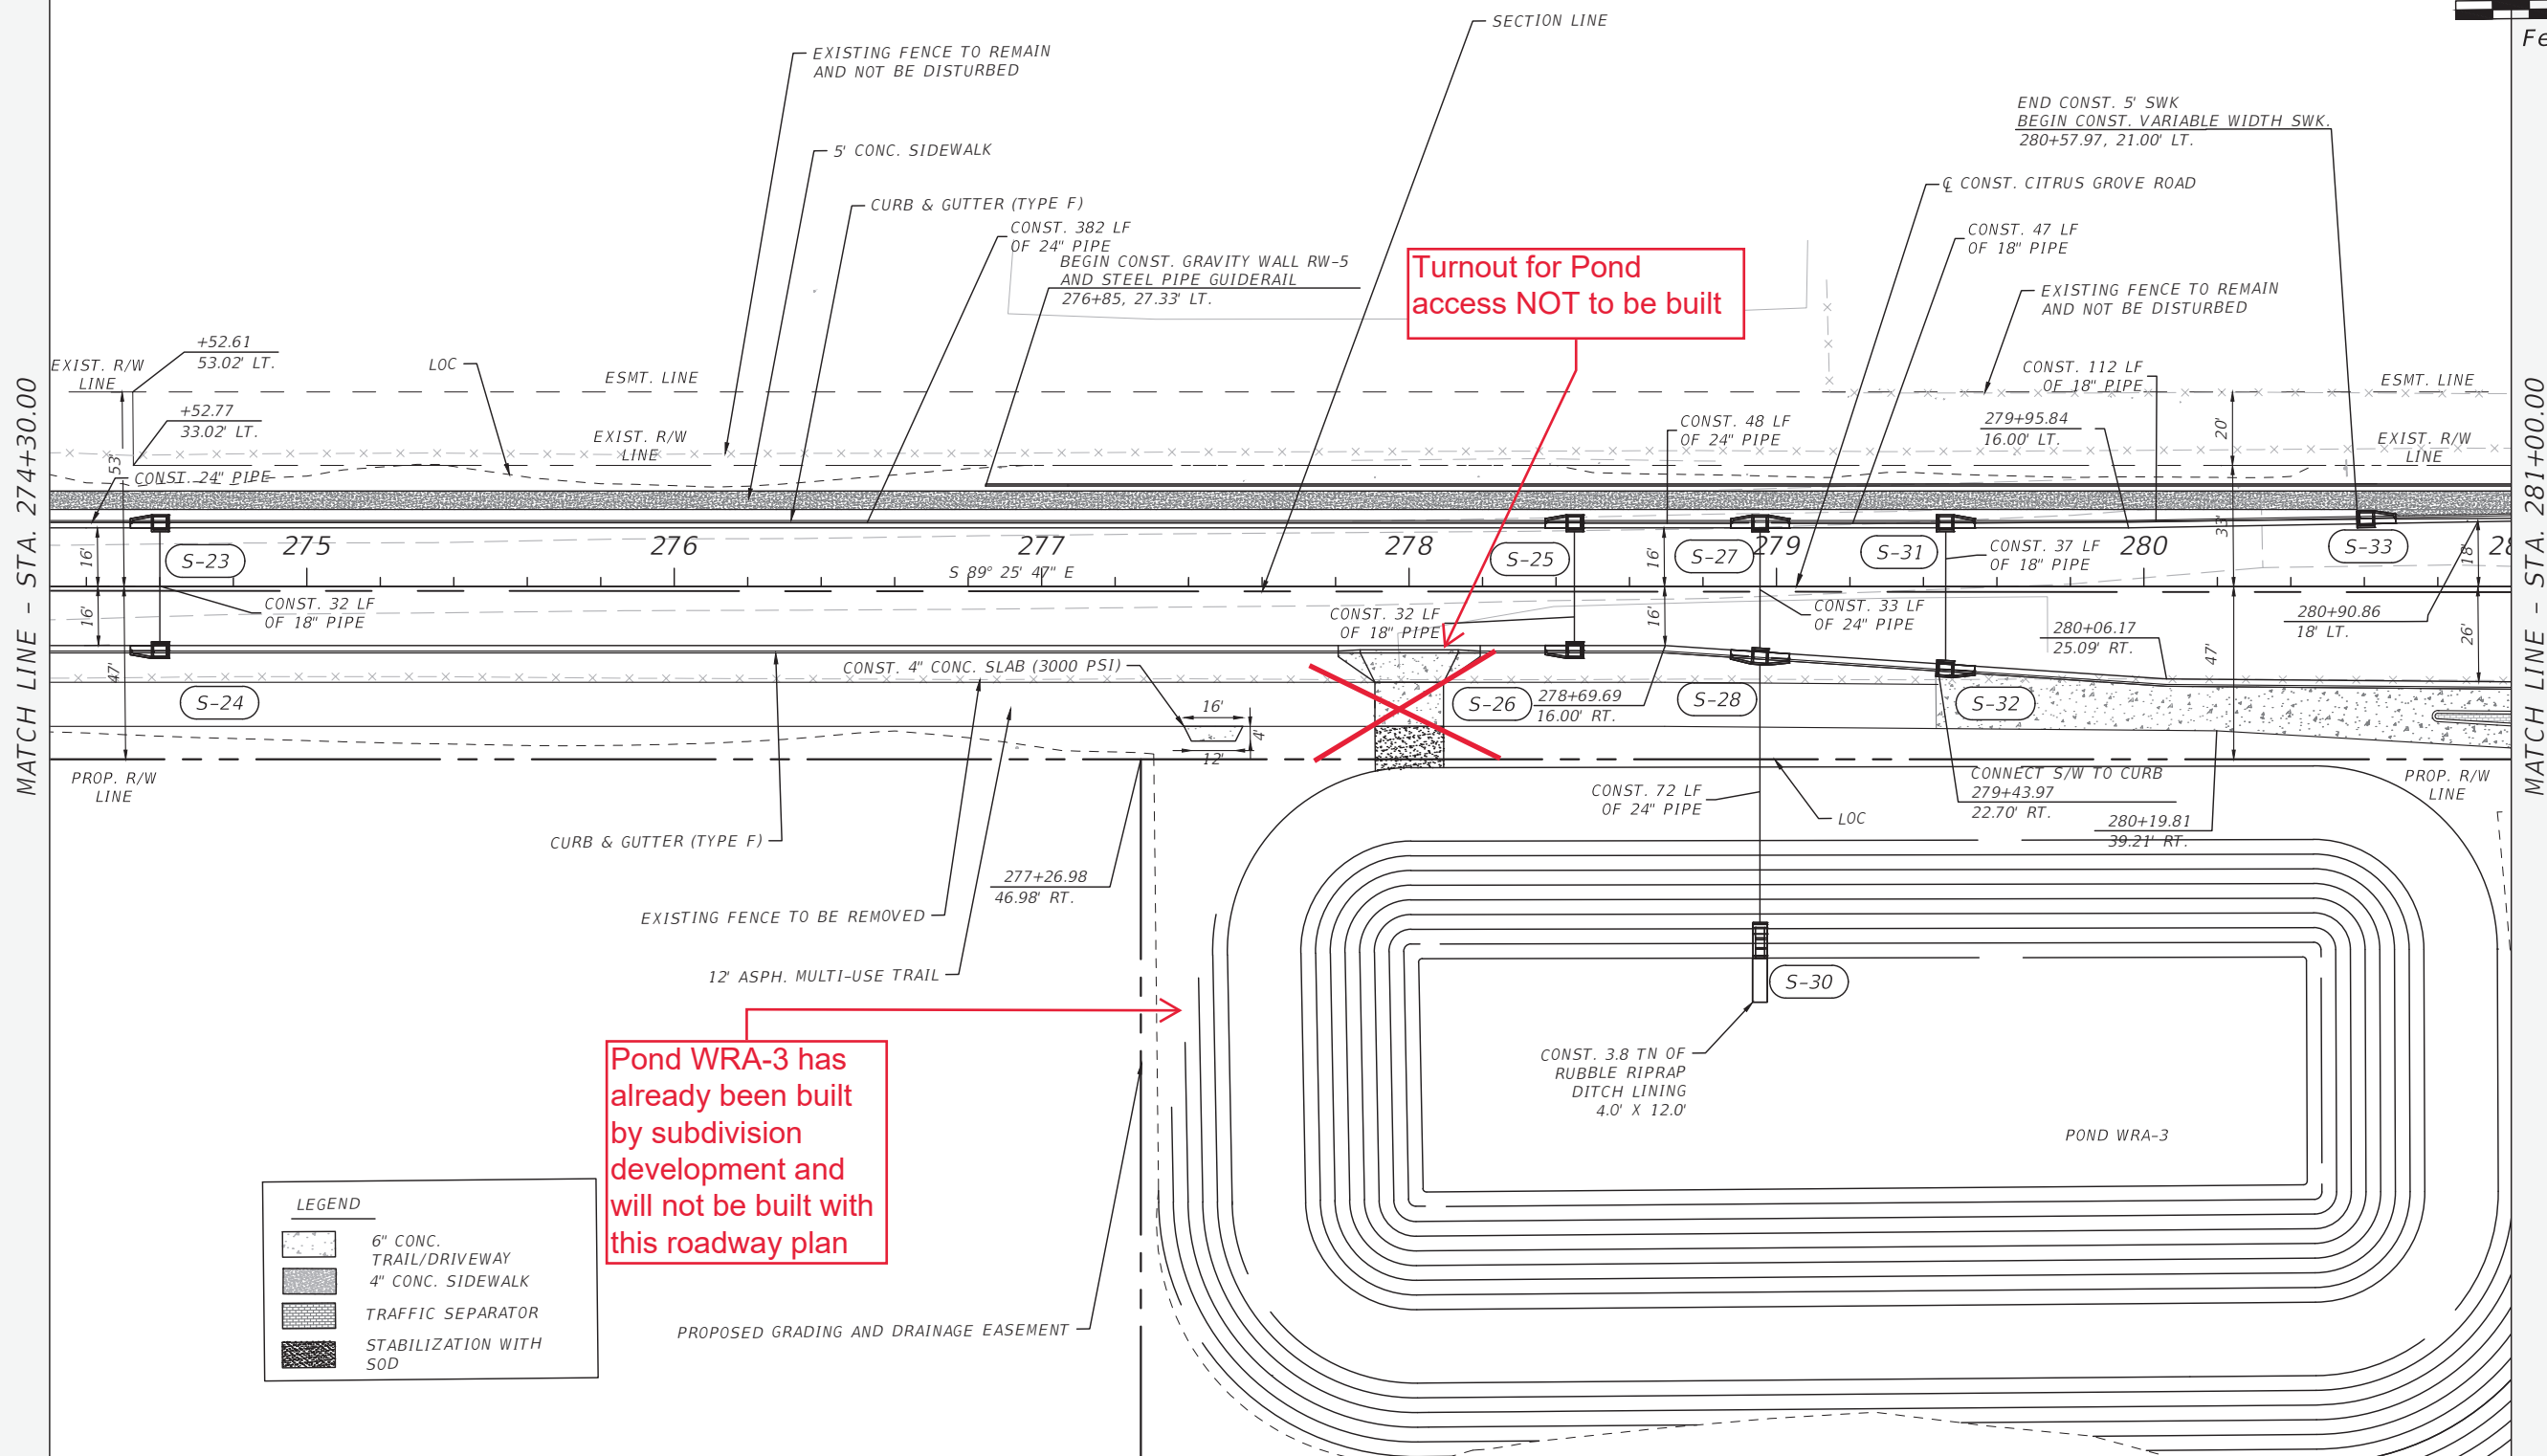 SECTION LINE
Fe
EXISTING FENCE TO REMAIN
AND NOT BE DISTURBED
END CONST. 5' SWK
BEGIN CONST. VARIABLE WIDTH SWK.
280+57.97, 21.00' LT.
5' CONC. SIDEWALK
℄ CONST. CITRUS GROVE ROAD
CURB & GUTTER (TYPE F)
CONST. 382 LF
OF 24" PIPE
CONST. 47 LF
OF 18" PIPE
BEGIN CONST. GRAVITY WALL RW-5
AND STEEL PIPE GUIDERAIL
276+85, 27.33' LT.
Turnout for Pond
access NOT to be built
EXISTING FENCE TO REMAIN
AND NOT BE DISTURBED
+52.61
53.02' LT.
EXIST. R/W
LINE
LOC
ESMT. LINE
CONST. 112 LF
OF 18" PIPE
ESMT. LINE
+52.77
33.02' LT.
EXIST. R/W
LINE
CONST. 48 LF
OF 24" PIPE
279+95.84
16.00' LT.
20'
EXIST. R/W
LINE
53'
CONST. 24" PIPE
33'
MATCH LINE - STA. 274+30.00
MATCH LINE - STA. 281+00.00
16'
S-23
275
276
277
278
S-25
16'
S-27
279
S-31
CONST. 37 LF
OF 18" PIPE
280
S-33
28
18'
S 89° 25' 47" E
16'
CONST. 32 LF
OF 18" PIPE
CONST. 32 LF
OF 18" PIPE
16'
CONST. 33 LF
OF 24" PIPE
280+06.17
25.09' RT.
280+90.86
18' LT.
26'
47'
47'
CONST. 4" CONC. SLAB (3000 PSI)
S-24
16'
4'
12'
S-26
278+69.69
16.00' RT.
S-28
S-32
PROP. R/W
LINE
CONST. 72 LF
OF 24" PIPE
LOC
CONNECT S/W TO CURB
279+43.97
22.70' RT.
280+19.81
39.21' RT.
PROP. R/W
LINE
CURB & GUTTER (TYPE F)
277+26.98
46.98' RT.
EXISTING FENCE TO BE REMOVED
12' ASPH. MULTI-USE TRAIL
S-30
Pond WRA-3 has
already been built
by subdivision
development and
will not be built with
this roadway plan
CONST. 3.8 TN OF
RUBBLE RIPRAP
DITCH LINING
4.0' X 12.0'
POND WRA-3
LEGEND
6" CONC.
TRAIL/DRIVEWAY
4" CONC. SIDEWALK
TRAFFIC SEPARATOR
STABILIZATION WITH
SOD
PROPOSED GRADING AND DRAINAGE EASEMENT